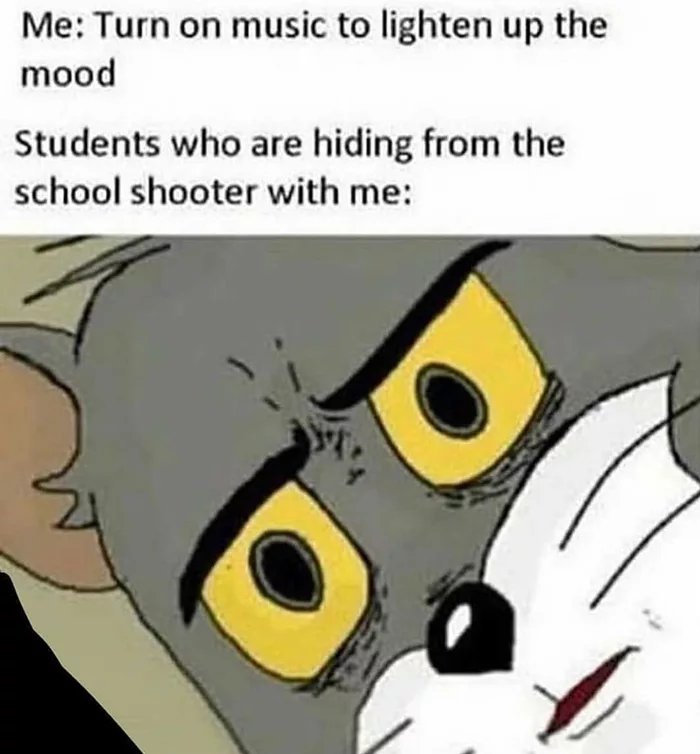 Me: Turn on music to lighten up the
mood
Students who are hiding from the
school shooter with me: